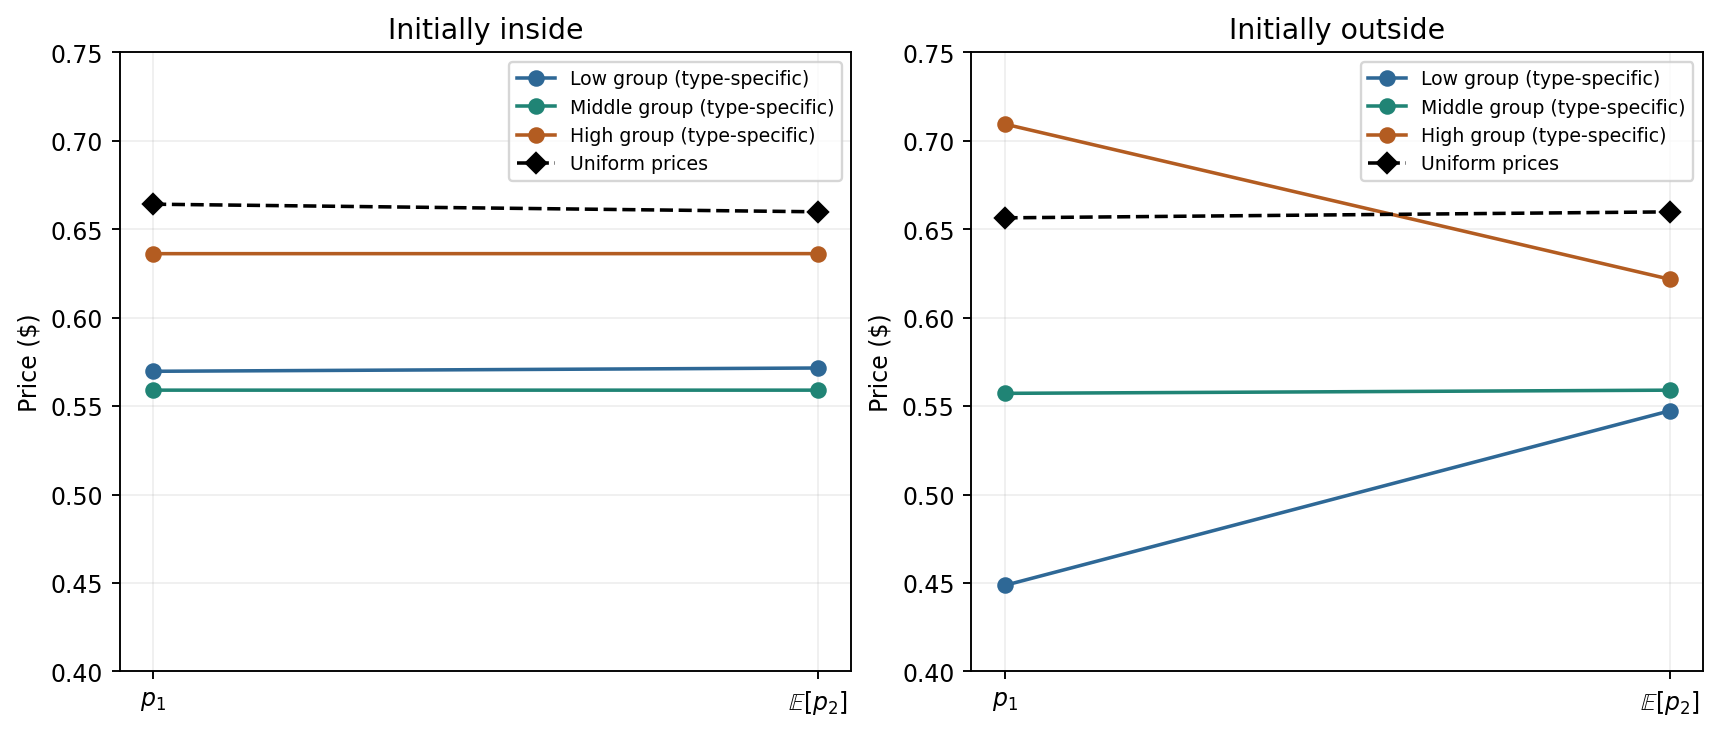 Initially inside
Price ($)
0.75
0.70
0.65
0.60
0.55
0.50
0.45
0.40
Low group (type-specific)
Middle group (type-specific)
High group (type-specific)
Uniform prices
p₁
𝔼[p₂]
Initially outside
Price ($)
0.75
0.70
0.65
0.60
0.55
0.50
0.45
0.40
Low group (type-specific)
Middle group (type-specific)
High group (type-specific)
Uniform prices
p₁
𝔼[p₂]